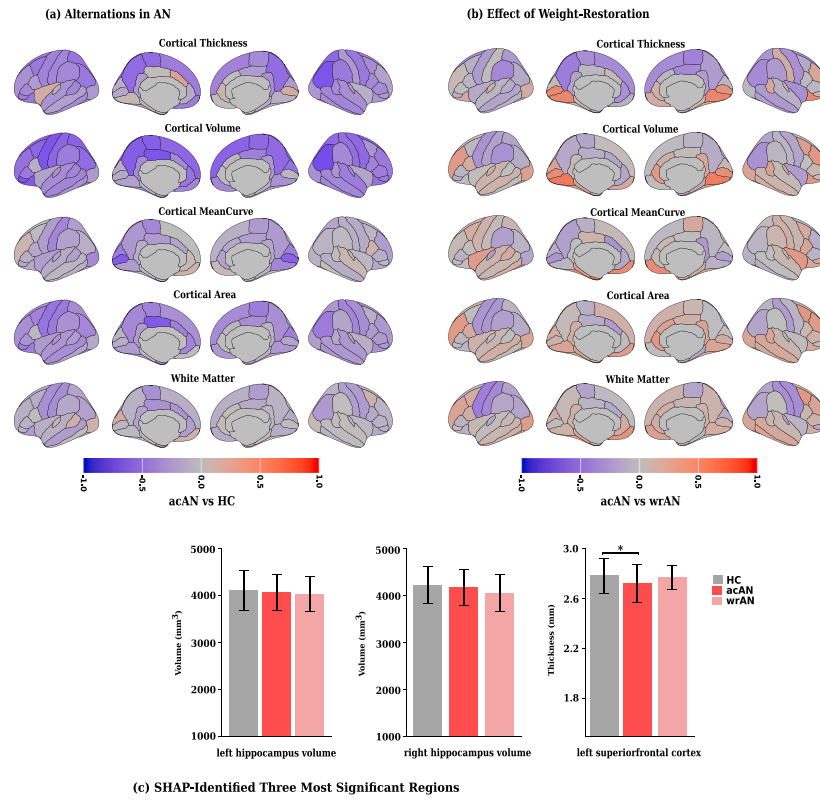 (a) Alternations in AN
(b) Effect of Weight-Restoration
Cortical Thickness
Cortical Thickness
Cortical Volume
Cortical Volume
Cortical MeanCurve
Cortical MeanCurve
Cortical Area
Cortical Area
White Matter
White Matter
-1.0 -0.5 0.0 0.5 1.0
acAN vs HC
-1.0 -0.5 0.0 0.5 1.0
acAN vs wrAN
5000
4000
3000
2000
1000
Volume (mm3)
left hippocampus volume
5000
4000
3000
2000
1000
Volume (mm3)
right hippocampus volume
3.0
2.6
2.2
1.8
Thickness (mm)
*
left superiorfrontal cortex
HC
acAN
wrAN
(c) SHAP-Identified Three Most Significant Regions